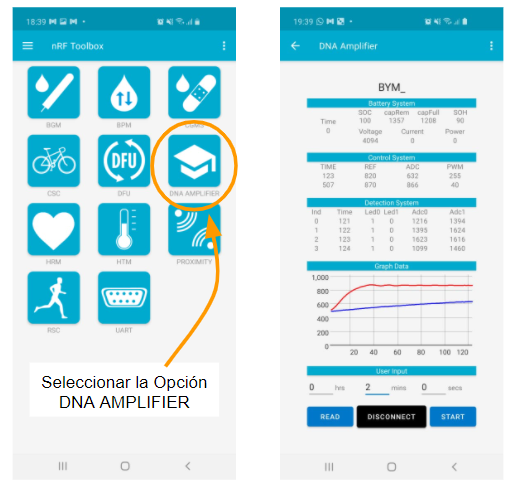 18:39
nRF Toolbox
BGM
BPM
CGMS
CSC
DFU
DFU
DNA AMPLIFIER
HRM
HTM
PROXIMITY
RSC
UART
Seleccionar la Opción
DNA AMPLIFIER
19:39
DNA Amplifier
BYM_
Battery System
SOC capRem capFull SOH
Time 100 1357 1208 90
0 Voltage Current Power
4094 0 0
Control System
TIME REF ADC PWM
123 820 632 255
507 870 866 40
Detection System
Ind Time Led0 Led1 Adc0 Adc1
0 121 1 0 1216 1394
1 122 1 0 1395 1624
2 123 1 0 1623 1616
3 124 1 0 1099 1460
Graph Data
1,000
800
600
400
200
0
20 40 60 80 100 120
User Input
0 hrs 2 mins 0 secs
READ DISCONNECT START